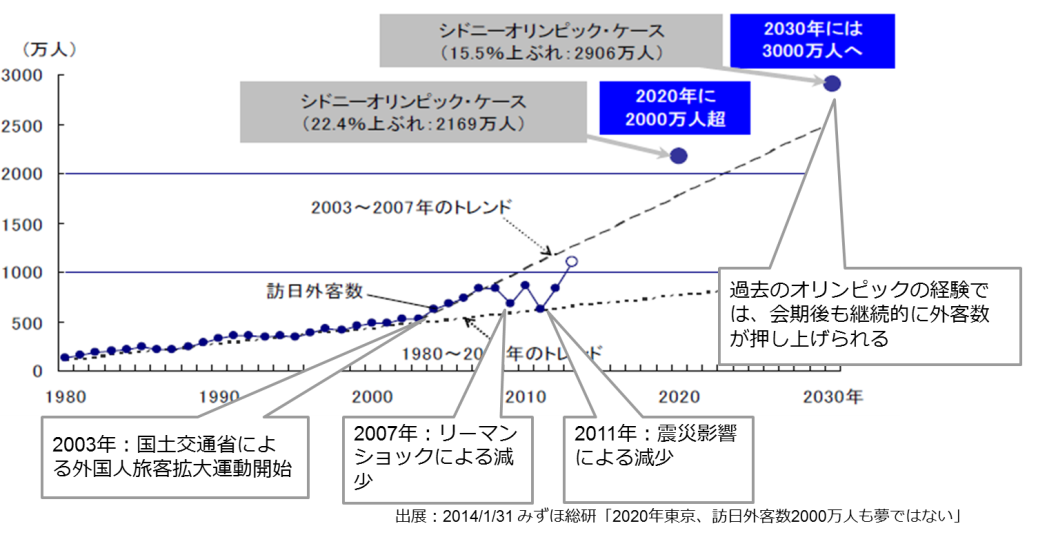 シドニーオリンピック・ケース
（15.5％上ぶれ：2906万人）
2030年には
3000万人へ
（万人）
シドニーオリンピック・ケース
（22.4％上ぶれ：2169万人）
2020年に
2000万人超
3000
2500
2000
1500
1000
500
0
2003～2007年のトレンド
訪日外客数
1980～20 年のトレンド
過去のオリンピックの経験で
は、会期後も継続的に外客数
が押し上げられる
1980
1990
2000
2010
2020
2030年
2003年：国土交通省によ
る外国人旅客拡大運動開始
2007年：リーマン
ショックによる減
少
2011年：震災影響
による減少
出展：2014/1/31 みずほ総研「2020年東京、訪日外客数2000万人も夢ではない」